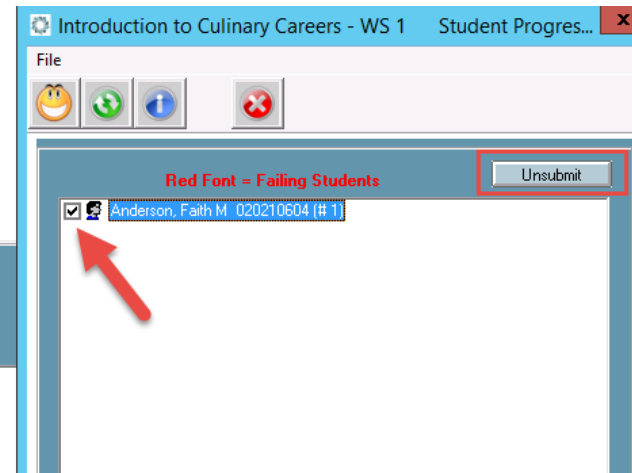 Introduction to Culinary Careers - WS 1 Student Progres... x
File
Unsubmit
Red Font = Failing Students
Anderson, Faith M 020210604 (# 1)